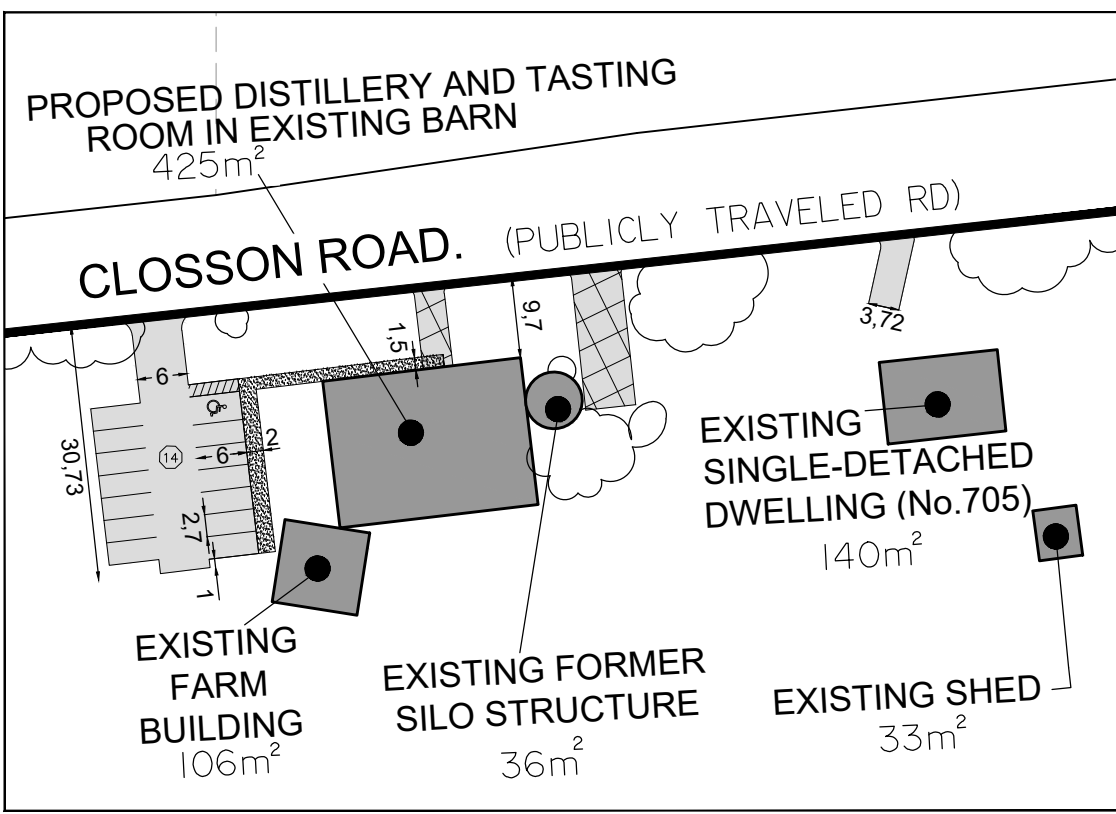 PROPOSED DISTILLERY AND TASTING
ROOM IN EXISTING BARN
425m²
CLOSSON ROAD. (PUBLICLY TRAVELED RD)
1,5
9,7
3,72
6
30,73
14
6
2
2,7
1
EXISTING
SINGLE-DETACHED
DWELLING (No.705)
140m²
EXISTING
FARM
BUILDING
106m²
EXISTING FORMER
SILO STRUCTURE
36m²
EXISTING SHED
33m²